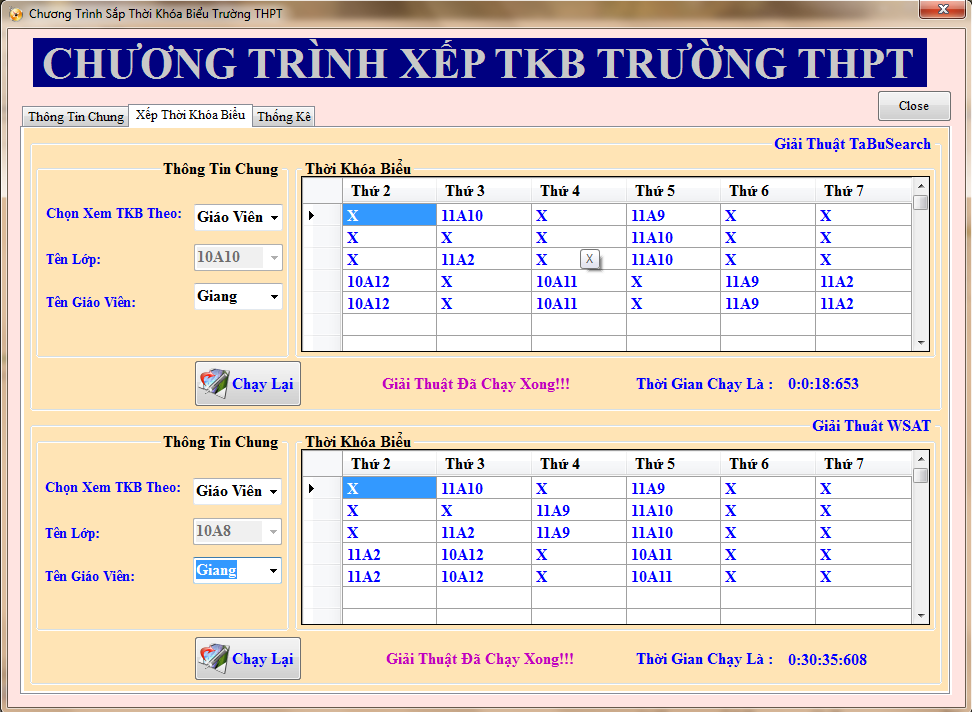 Chương Trình Sắp Thời Khóa Biểu Trường THPT
CHƯƠNG TRÌNH XẾP TKB TRƯỜNG THPT
Close
Thông Tin Chung Xếp Thời Khóa Biểu Thống Kê
Giải Thuật TaBuSearch
Thông Tin Chung
Chọn Xem TKB Theo: Giáo Viên
Tên Lớp: 10A10
Tên Giáo Viên: Giang
Thời Khóa Biểu
Thứ 2 Thứ 3 Thứ 4 Thứ 5 Thứ 6 Thứ 7
X 11A10 X 11A9 X X
X X X 11A10 X X
X 11A2 X X 11A10 X X
10A12 X 10A11 X 11A9 11A2
10A12 X 10A11 X 11A9 11A2
Chạy Lại Giải Thuật Đã Chạy Xong!!! Thời Gian Chạy Là : 0:0:18:653
Giải Thuât WSAT
Thông Tin Chung
Chọn Xem TKB Theo: Giáo Viên
Tên Lớp: 10A8
Tên Giáo Viên: Giang
Thời Khóa Biểu
Thứ 2 Thứ 3 Thứ 4 Thứ 5 Thứ 6 Thứ 7
X 11A10 X 11A9 X X
X X 11A9 11A10 X X
X 11A2 11A9 11A10 X X
11A2 10A12 X 10A11 X X
11A2 10A12 X 10A11 X X
Chạy Lại Giải Thuật Đã Chạy Xong!!! Thời Gian Chạy Là : 0:30:35:608